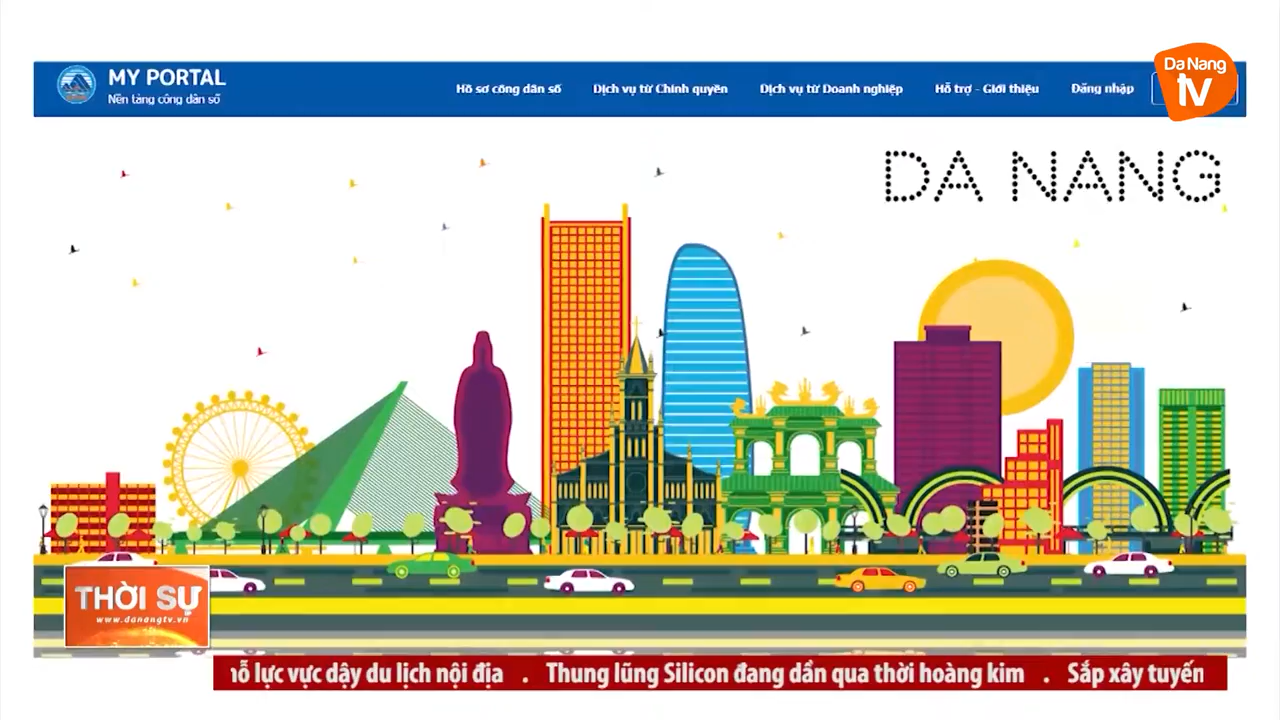 MY PORTAL
Nền tảng công dân số
Hồ sơ công dân số
Dịch vụ từ Chính quyền
Dịch vụ từ Doanh nghiệp
Hỗ trợ - Giới thiệu
Đăng nhập
Da Nang
tv
DA NANG
THỜI SỰ
www.danangtv.vn
lực vực dậy du lịch nội địa . Thung lũng Silicon đang dần qua thời hoàng kim . Sắp xây tuyến